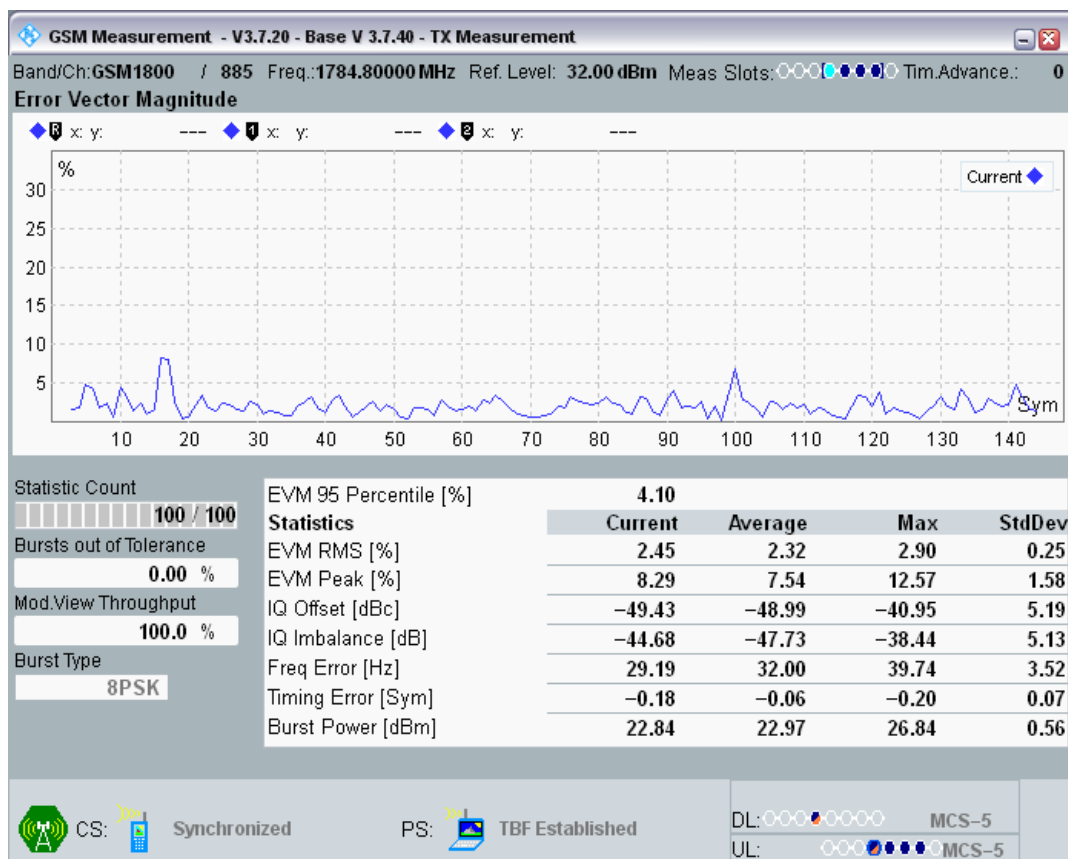 GSM Measurement - V3.7.20 - Base V 3.7.40 - TX Measurement
Band/Ch:GSM1800 / 885 Freq.:1784.80000 MHz Ref. Level: 32.00 dBm Meas Slots: Tim.Advance.: 0
Error Vector Magnitude
R x: y: --- 1 x: y: --- 2 x: y: ---
%
Current
30
25
20
15
10
5
Sym
10 20 30 40 50 60 70 80 90 100 110 120 130 140
Statistic Count
100 / 100
Bursts out of Tolerance
0.00 %
Mod.View Throughput
100.0 %
Burst Type
8PSK
EVM 95 Percentile [%] 4.10
Statistics Current Average Max StdDev
EVM RMS [%] 2.45 2.32 2.90 0.25
EVM Peak [%] 8.29 7.54 12.57 1.58
IQ Offset [dBc] −49.43 −48.99 −40.95 5.19
IQ Imbalance [dB] −44.68 −47.73 −38.44 5.13
Freq Error [Hz] 29.19 32.00 39.74 3.52
Timing Error [Sym] −0.18 −0.06 −0.20 0.07
Burst Power [dBm] 22.84 22.97 26.84 0.56
CS: Synchronized PS: TBF Established
DL: MCS−5
UL: MCS−5